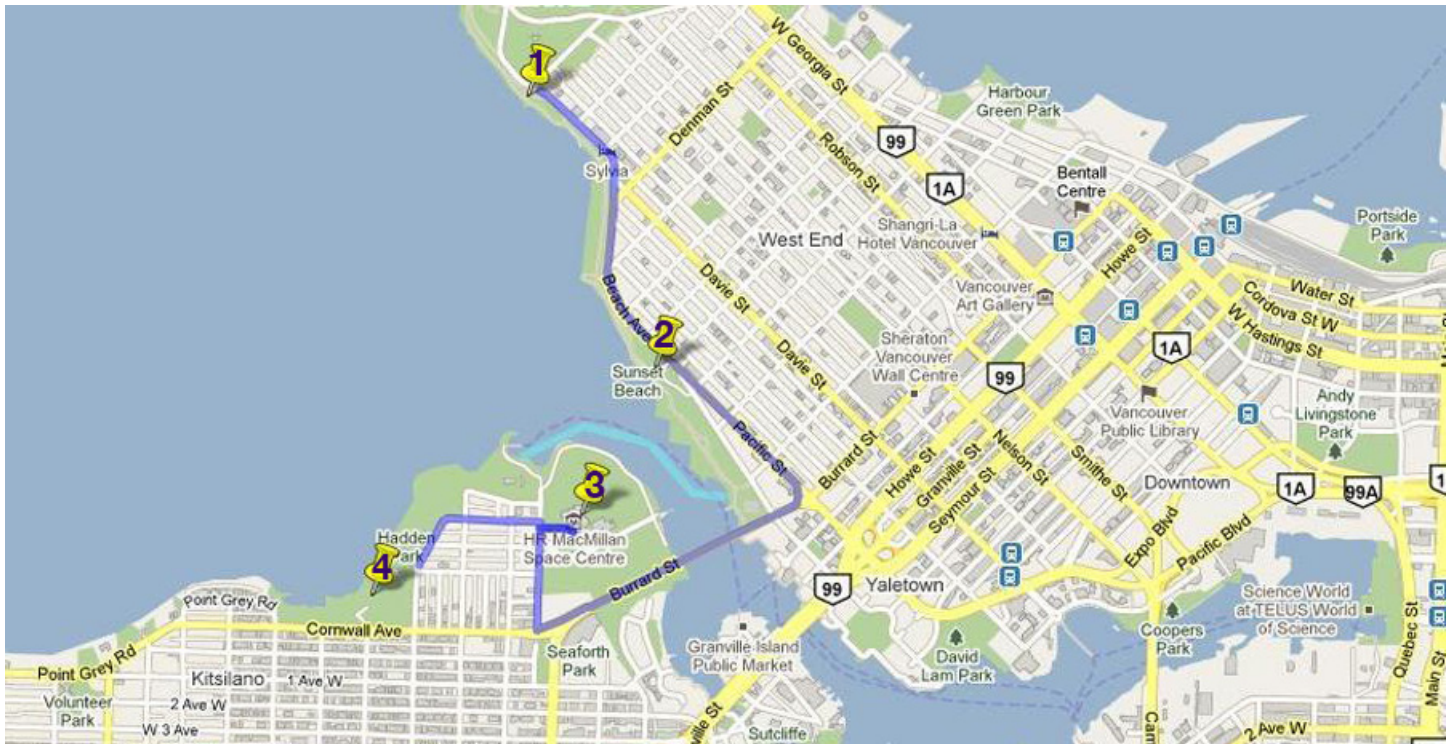 1
W Georgia St
Denman St
Harbour
Green Park
99
Robson St
Sylvia
1A
Bentall
Centre
Portside
Park
Shangri-La
Hotel Vancouver
West End
Howe St
Vancouver
Art Gallery
Water St
Cordova St W
W Hastings St
Davie St
Beach Ave
2
Sunset
Beach
Davie St
Sheraton
Vancouver
Wall Centre
99
1A
Andy
Livingstone
Park
Vancouver
Public Library
Pacific St
Burrard St
Howe St
Granville St
Seymour St
Nelson St
Smithe St
Downtown
1A
99A
1
3
HR MacMillan
Space Centre
Hadden
Park
4
Burrard St
Expo Blvd
Pacific Blvd
99
Yaletown
Science World
at TELUS World
of Science
Point Grey Rd
Cornwall Ave
Point Grey Rd
Seaforth
Park
Granville Island
Public Market
David
Lam Park
Coopers
Park
Quebec St
Main St
Kitsilano
1 Ave W
Volunteer
Park
2 Ave W
W 3 Ave
ville St
Sutcliffe
Cam
2 Ave W